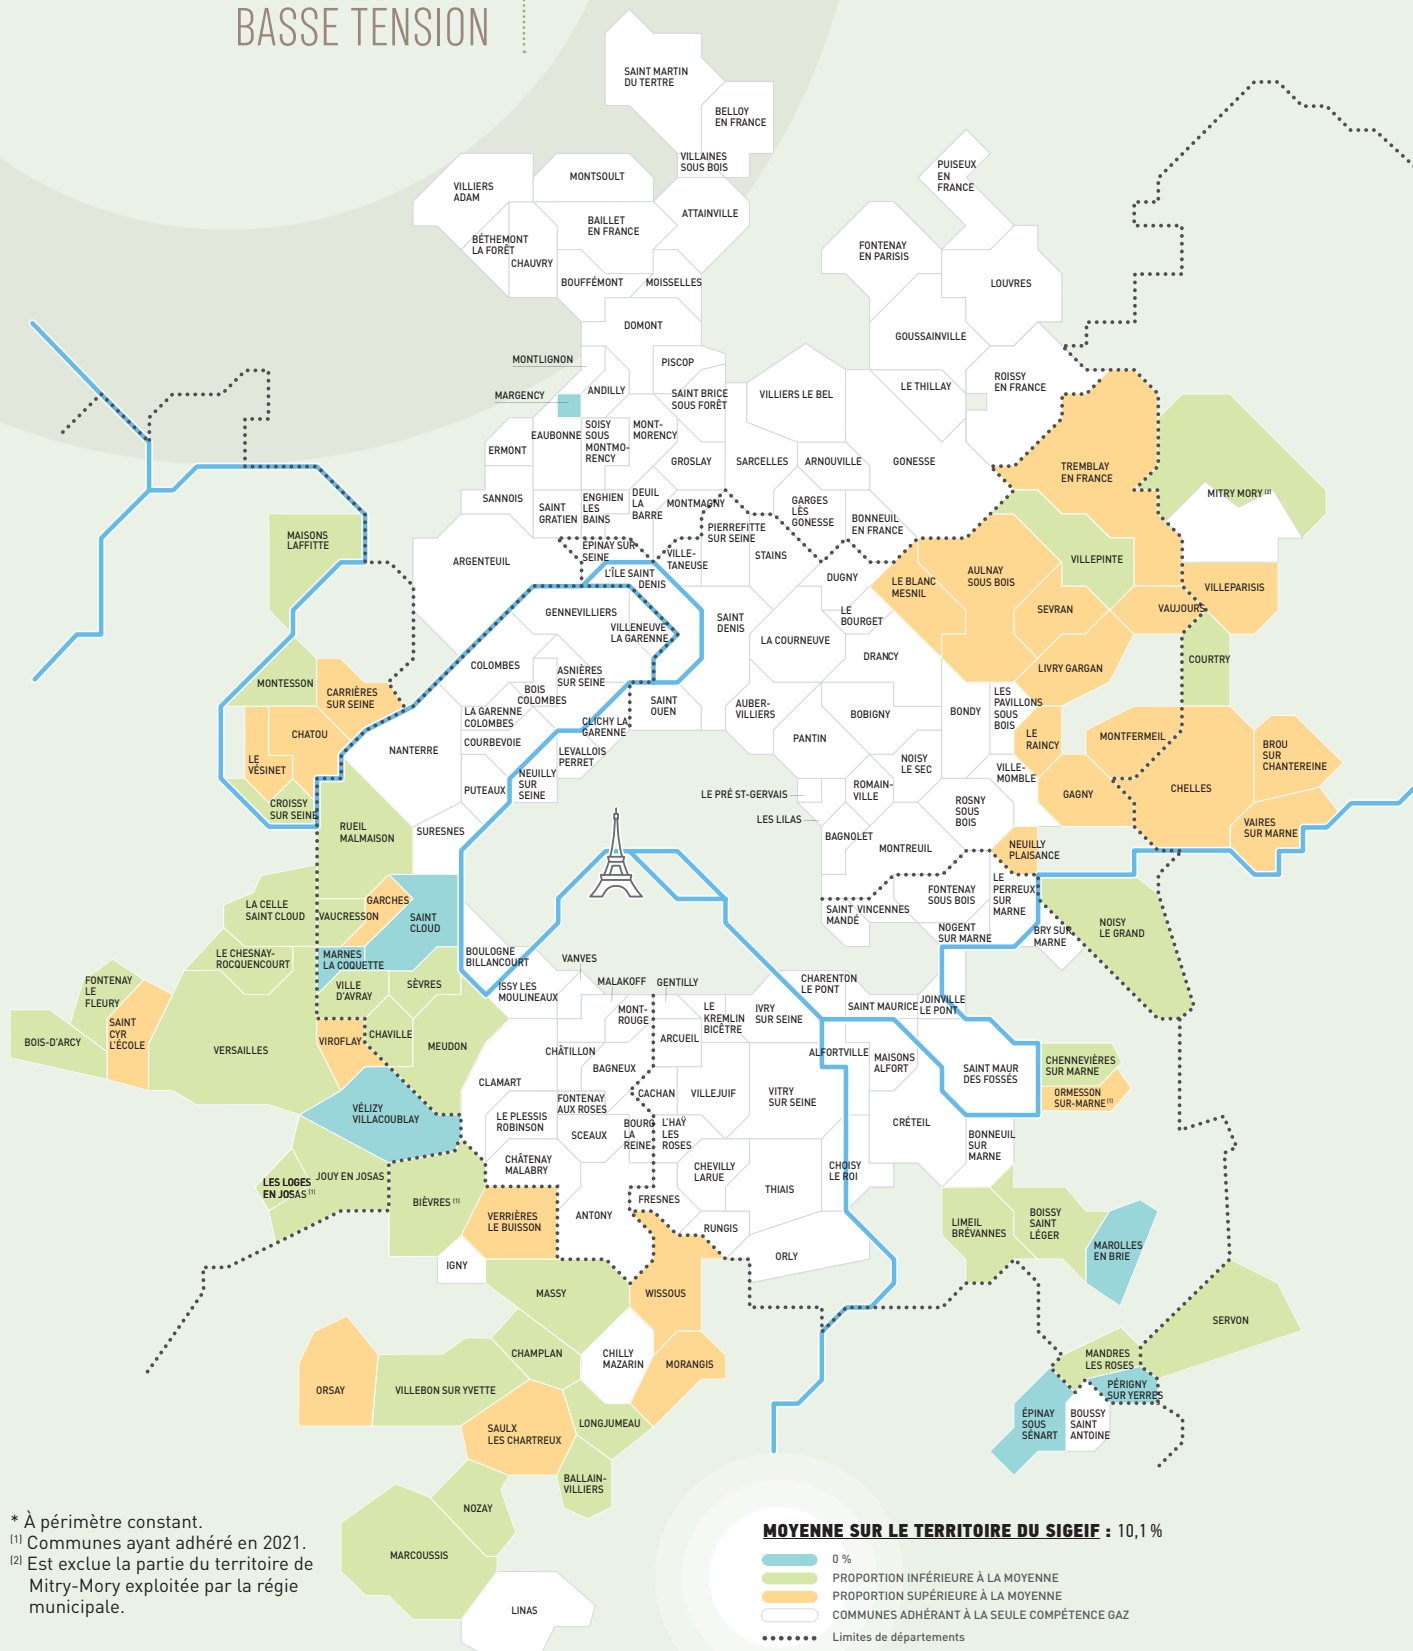 BASSE TENSION
SAINT MARTIN
DU TERTRE
BELLOY
EN FRANCE
VILLAINES
SOUS BOIS
PUISEUX
EN
FRANCE
VILLIERS
ADAM
MONTSOULT
ATTAINVILLE
BAILLET
EN FRANCE
BÉTHEMONT
LA FORÊT
CHAUVRY
FONTENAY
EN PARISIS
BOUFFÉMONT
MOISSELLES
LOUVRES
DOMONT
GOUSSAINVILLE
MONTLIGNON
PISCOP
ROISSY
EN FRANCE
MARGENCY
ANDILLY
SAINT BRICE
SOUS FORÊT
VILLIERS LE BEL
LE THILLAY
EAUBONNE
SOISY
SOUS
MONTMO-
RENCY
MONT-
MORENCY
ERMONT
GROSLAY
SARCELLES
ARNOUVILLE
GONESSE
TREMBLAY
EN FRANCE
MITRY MORY (2)
SANNOIS
SAINT
GRATIEN
ENGHIEN
LES
BAINS
DEUIL
LA
BARRE
MONTMAGNY
GARGES
LÈS
GONESSE
BONNEUIL
EN FRANCE
PIERREFITTE
SUR SEINE
STAINS
MAISONS
LAFFITTE
ARGENTEUIL
ÉPINAY SUR
SEINE
VILLE-
TANEUSE
VILLEPINTE
L'ÎLE SAINT
DENIS
DUGNY
LE BLANC
MESNIL
AULNAY
SOUS BOIS
VILLEPARISIS
GENNEVILLIERS
VILLENEUVE
LA GARENNE
SAINT
DENIS
LE
BOURGET
SEVRAN
VAUJOURS
LA COURNEUVE
DRANCY
COLOMBES
ASNIÈRES
SUR SEINE
LIVRY GARGAN
COURTRY
MONTESSON
CARRIÈRES
SUR SEINE
BOIS
COLOMBES
LA GARENNE
COLOMBES
SAINT
OUEN
AUBER-
VILLIERS
BOBIGNY
BONDY
LES
PAVILLONS
SOUS
BOIS
CLICHY LA
GARENNE
CHATOU
NANTERRE
COURBEVOIE
LEVALLOIS
PERRET
PANTIN
LE
RAINCY
MONTFERMEIL
BROU
SUR
CHANTEREINE
LE
VÉSINET
NOISY
LE SEC
VILLE-
MOMBLE
PUTEAUX
NEUILLY
SUR
SEINE
LE PRÉ ST-GERVAIS
ROMAIN-
VILLE
GAGNY
CHELLES
CROISSY
SUR SEINE
ROSNY
SOUS
BOIS
LES LILAS
RUEIL
MALMAISON
SURESNES
BAGNOLET
MONTREUIL
NEUILLY
PLAISANCE
VAIRES
SUR MARNE
LA CELLE
SAINT CLOUD
VAUCRESSON
GARCHES
SAINT
CLOUD
SAINT
MANDÉ
VINCENNES
FONTENAY
SOUS BOIS
LE
PERREUX
SUR
MARNE
NOISY
LE GRAND
NOGENT
SUR MARNE
BRY SUR
MARNE
LE CHESNAY-
ROCQUENCOURT
MARNES
LA COQUETTE
BOULOGNE
BILLANCOURT
VANVES
FONTENAY
LE
FLEURY
VILLE
D'AVRAY
SÈVRES
ISSY LES
MOULINEAUX
MALAKOFF
GENTILLY
CHARENTON
LE PONT
MONT-
ROUGE
LE
KREMLIN
BICÊTRE
IVRY
SUR SEINE
SAINT MAURICE
JOINVILLE
LE PONT
SAINT
CYR
L'ÉCOLE
BOIS-D'ARCY
VERSAILLES
VIROFLAY
CHAVILLE
MEUDON
CHÂTILLON
ARCUEIL
ALFORTVILLE
MAISONS
ALFORT
SAINT MAUR
DES FOSSÉS
CHENNEVIÈRES
SUR MARNE
CLAMART
BAGNEUX
CACHAN
VILLEJUIF
VITRY
SUR SEINE
ORMESSON
SUR-MARNE (1)
VÉLIZY
VILLACOUBLAY
FONTENAY
AUX ROSES
LE PLESSIS
ROBINSON
SCEAUX
BOURG
LA
REINE
L'HAŸ
LES
ROSES
CRÉTEIL
BONNEUIL
SUR
MARNE
CHÂTENAY
MALABRY
CHEVILLY
LARUE
CHOISY
LE ROI
JOUY EN JOSAS
LES LOGES
EN JOSAS (1)
BIÈVRES (1)
THIAIS
VERRIÈRES
LE BUISSON
ANTONY
FRESNES
RUNGIS
LIMEIL
BRÉVANNES
BOISSY
SAINT
LÉGER
MAROLLES
EN BRIE
IGNY
ORLY
MASSY
WISSOUS
SERVON
CHAMPLAN
CHILLY
MAZARIN
MORANGIS
MANDRES
LES ROSES
ORSAY
VILLEBON SUR YVETTE
PÉRIGNY
SUR YERRES
SAULX
LES CHARTREUX
LONGJUMEAU
ÉPINAY
SOUS
SÉNART
BOUSSY
SAINT
ANTOINE
BALLAIN-
VILLIERS
NOZAY
MARCOUSSIS
LINAS
* À périmètre constant.
(1) Communes ayant adhéré en 2021.
(2) Est exclue la partie du territoire de
Mitry-Mory exploitée par la régie
municipale.
MOYENNE SUR LE TERRITOIRE DU SIGEIF : 10,1 %
0 %
PROPORTION INFÉRIEURE À LA MOYENNE
PROPORTION SUPÉRIEURE À LA MOYENNE
COMMUNES ADHÉRANT À LA SEULE COMPÉTENCE GAZ
Limites de départements